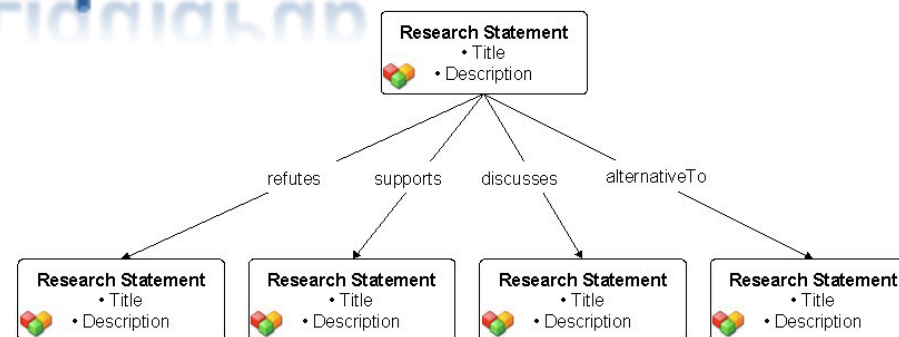 Research Statement
• Title
• Description
refutes
supports
discusses
alternativeTo
Research Statement
• Title
• Description
Research Statement
• Title
• Description
Research Statement
• Title
• Description
Research Statement
• Title
• Description